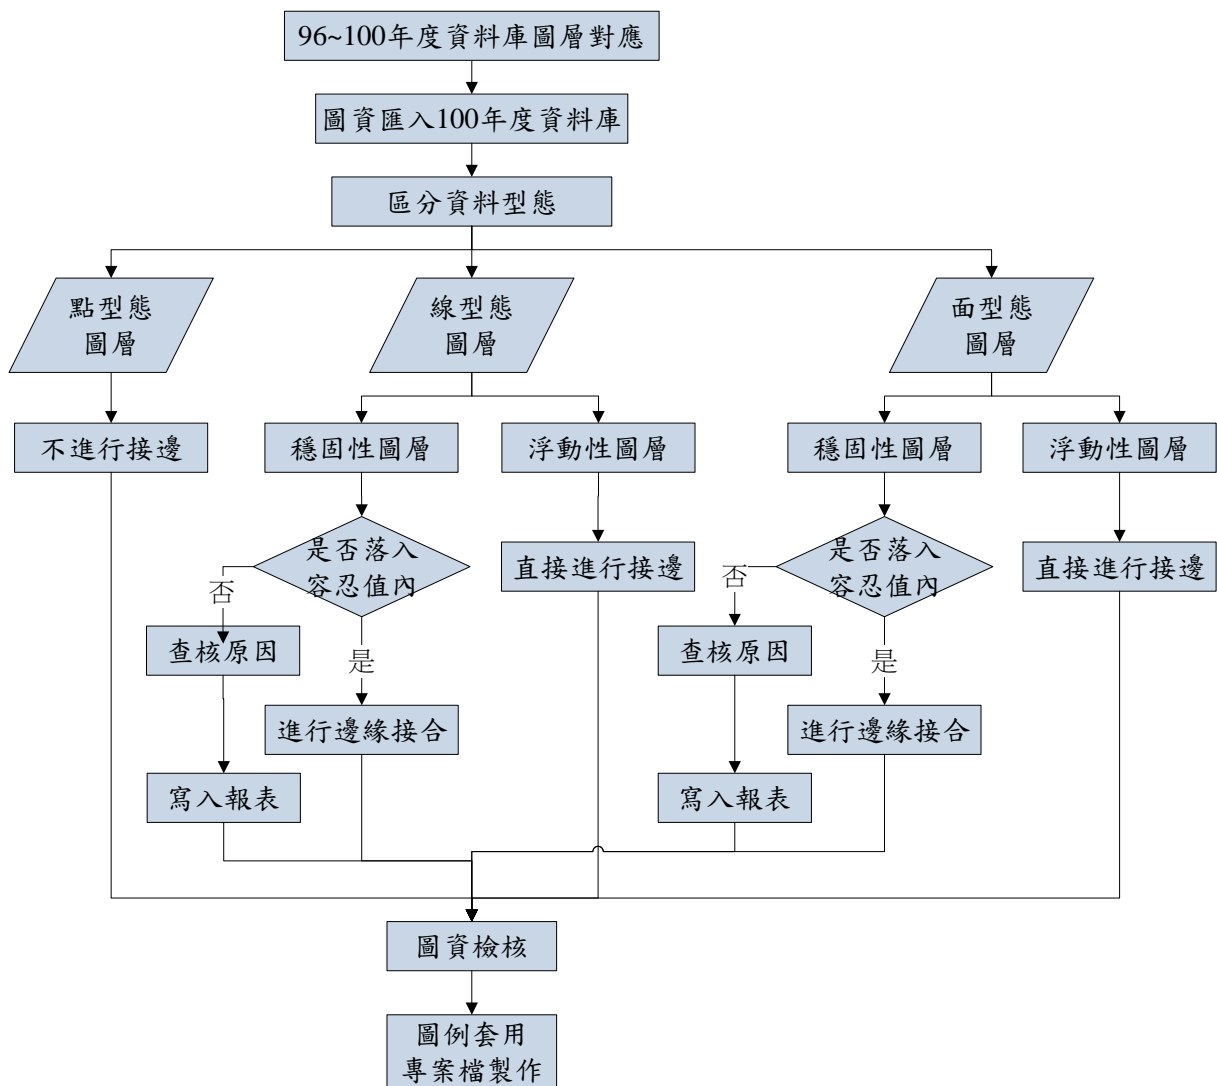 96~100年度資料庫圖層對應
圖資匯入100年度資料庫
區分資料型態
點型態
圖層
線型態
圖層
面型態
圖層
不進行接邊
穩固性圖層
浮動性圖層
穩固性圖層
浮動性圖層
是否落入
容忍值內
直接進行接邊
是否落入
容忍值內
直接進行接邊
否
否
查核原因
是
查核原因
是
進行邊緣接合
進行邊緣接合
寫入報表
寫入報表
圖資檢核
圖例套用
專案檔製作